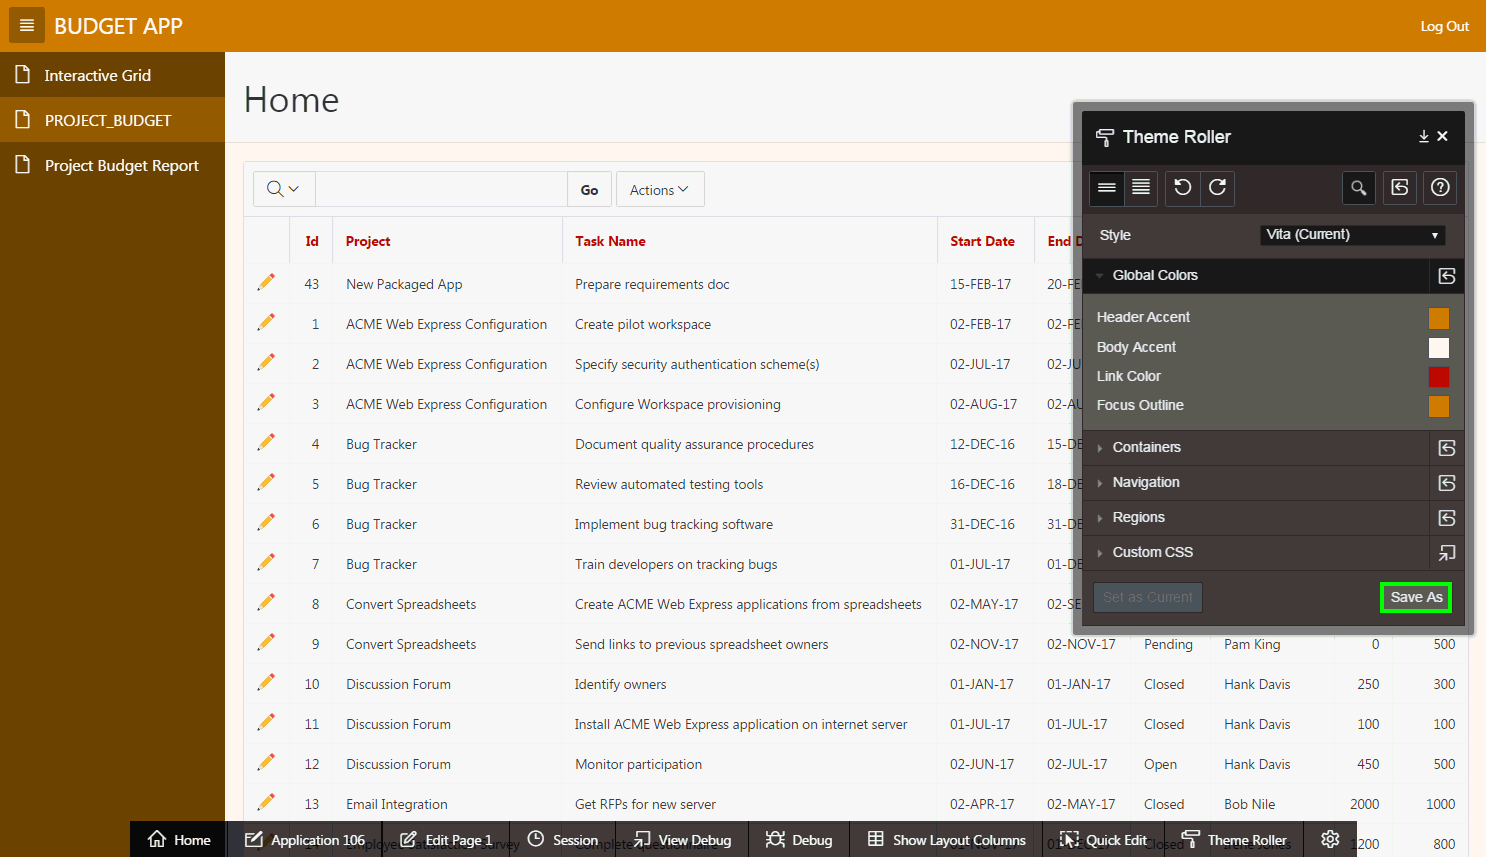 BUDGET APP
Log Out
Interactive Grid
PROJECT_BUDGET
Project Budget Report
Home
Go Actions
Id Project Task Name Start Date End D
43 New Packaged App Prepare requirements doc 15-FEB-17 20-FE
1 ACME Web Express Configuration Create pilot workspace 02-FEB-17 02-FE
2 ACME Web Express Configuration Specify security authentication scheme(s) 02-JUL-17 02-JU
3 ACME Web Express Configuration Configure Workspace provisioning 02-AUG-17 02-AU
4 Bug Tracker Document quality assurance procedures 12-DEC-16 15-DE
5 Bug Tracker Review automated testing tools 16-DEC-16 18-DE
6 Bug Tracker Implement bug tracking software 31-DEC-16 31-DE
7 Bug Tracker Train developers on tracking bugs 01-JUL-17 01-DE
8 Convert Spreadsheets Create ACME Web Express applications from spreadsheets 02-MAY-17 02-SE
9 Convert Spreadsheets Send links to previous spreadsheet owners 02-NOV-17 02-NOV-17 Pending Pam King 0 500
10 Discussion Forum Identify owners 01-JAN-17 01-JAN-17 Closed Hank Davis 250 300
11 Discussion Forum Install ACME Web Express application on internet server 01-JUL-17 01-JUL-17 Closed Hank Davis 100 100
12 Discussion Forum Monitor participation 02-JUN-17 02-JUL-17 Open Hank Davis 450 500
13 Email Integration Get RFPs for new server 02-APR-17 02-MAY-17 Closed Bob Nile 2000 1000
14 Employee Satisfaction Survey Complete questionnaire Irene Jones 1200 800
Theme Roller
Style Vita (Current)
Global Colors
Header Accent
Body Accent
Link Color
Focus Outline
Containers
Navigation
Regions
Custom CSS
Set as Current Save As
Home Application 106 Edit Page 1 Session View Debug Debug Show Layout Columns Quick Edit Theme Roller